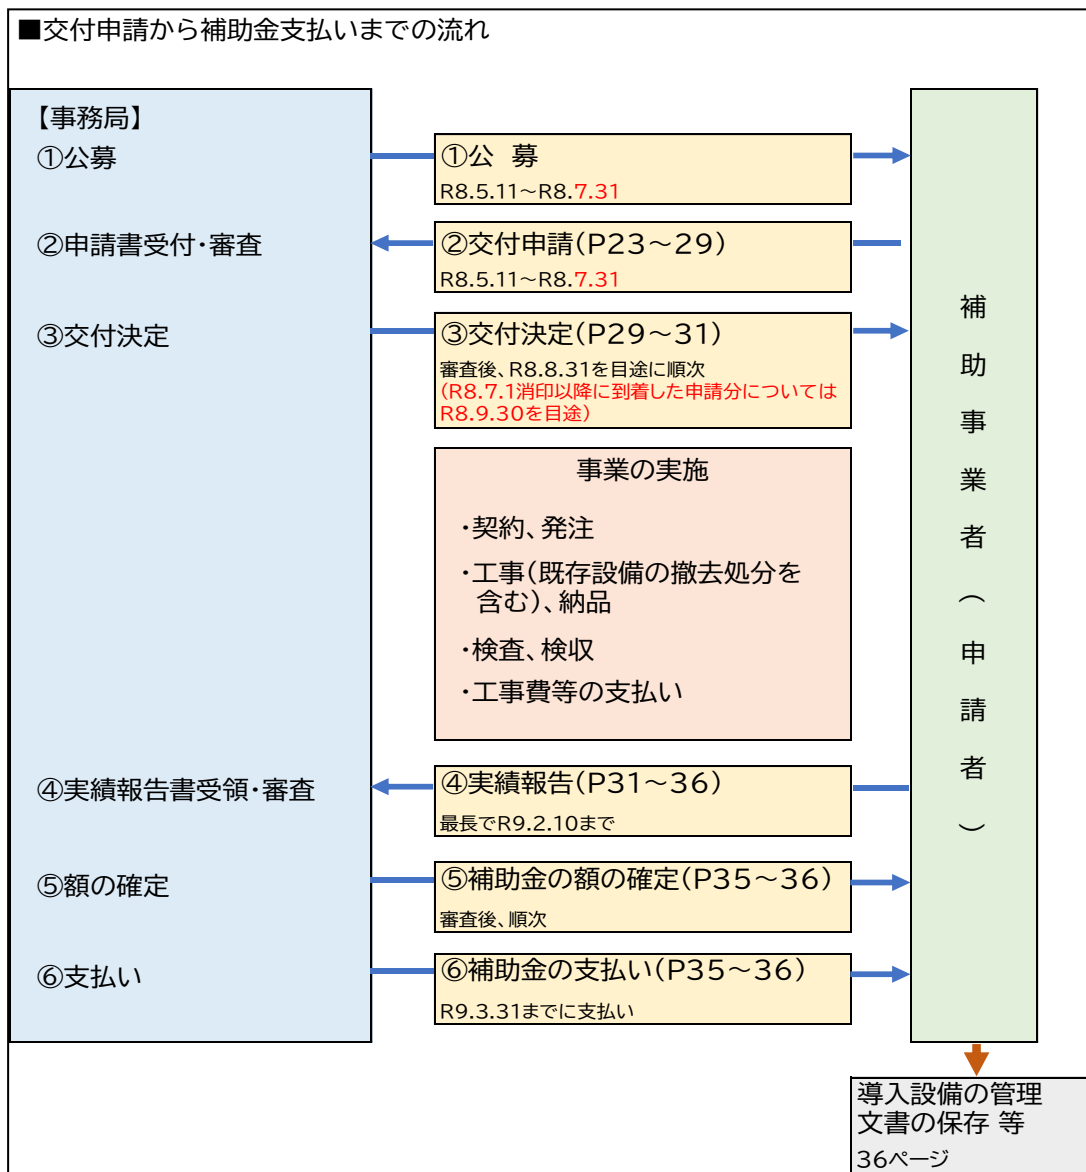 ■交付申請から補助金支払いまでの流れ
【事務局】
①公募
①公 募
R8.5.11～R8.7.31
②申請書受付・審査
②交付申請(P23～29)
R8.5.11～R8.7.31
③交付決定
③交付決定(P29～31)
審査後、R8.8.31を目途に順次
(R8.7.1消印以降に到着した申請分については
R8.9.30を目途)
事業の実施
・契約、発注
・工事(既存設備の撤去処分を
含む)、納品
・検査、検収
・工事費等の支払い
④実績報告書受領・審査
④実績報告(P31～36)
最長でR9.2.10まで
⑤額の確定
⑤補助金の額の確定(P35～36)
審査後、順次
⑥支払い
⑥補助金の支払い(P35～36)
R9.3.31までに支払い
補助事業者(申請者)
導入設備の管理
文書の保存 等
36ページ